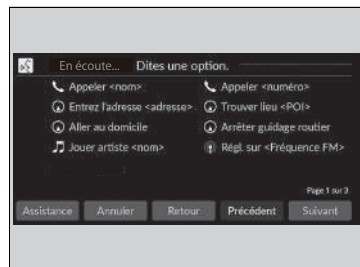 En écoute... Dites une option.
Appeler <nom> Appeler <numéro>
Entrez l'adresse <adresse> Trouver lieu <POI>
Aller au domicile Arrêter guidage routier
Jouer artiste <nom> Régl. sur <Fréquence FM>
Page 1 sur 3
Assistance Annuler Retour Précédent Suivant